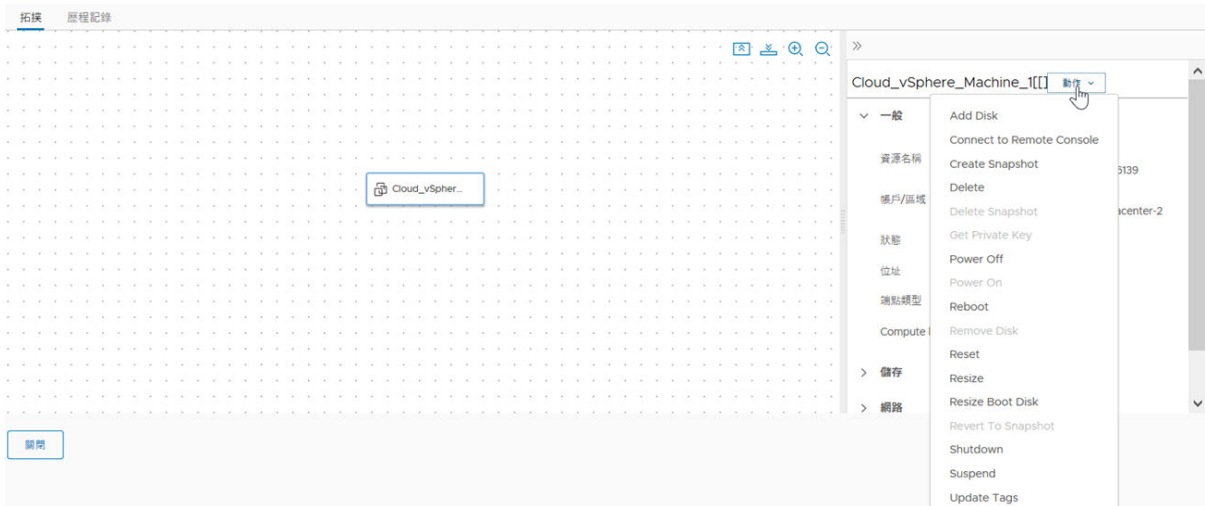 拓撲 歷程記錄
Cloud_vSpher...
Cloud_vSphere_Machine_1[[] 動作
一般
資源名稱
5139
帳戶/區域
acenter-2
狀態
位址
端點類型
Compute
儲存
網路
Add Disk
Connect to Remote Console
Create Snapshot
Delete
Delete Snapshot
Get Private Key
Power Off
Power On
Reboot
Remove Disk
Reset
Resize
Resize Boot Disk
Revert To Snapshot
Shutdown
Suspend
Update Tags
關閉